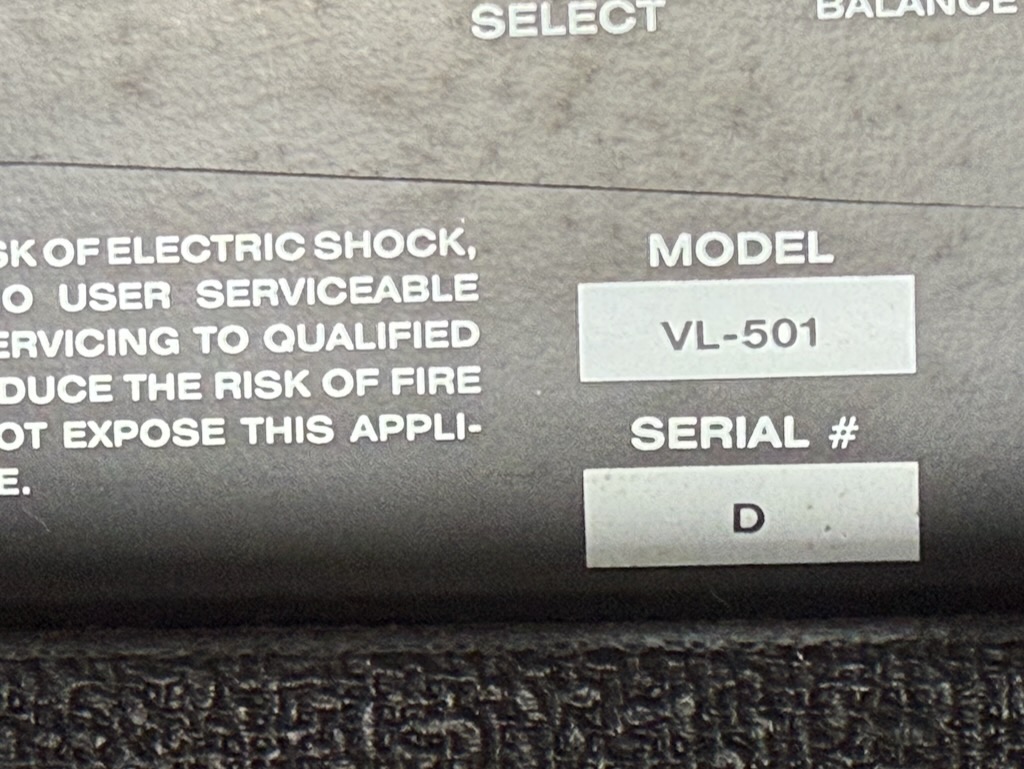 SELECT
BALANCE
SK OF ELECTRIC SHOCK,
O USER SERVICEABLE
ERVICING TO QUALIFIED
DUCE THE RISK OF FIRE
OT EXPOSE THIS APPLI-
E.
MODEL
VL-501
SERIAL #
D